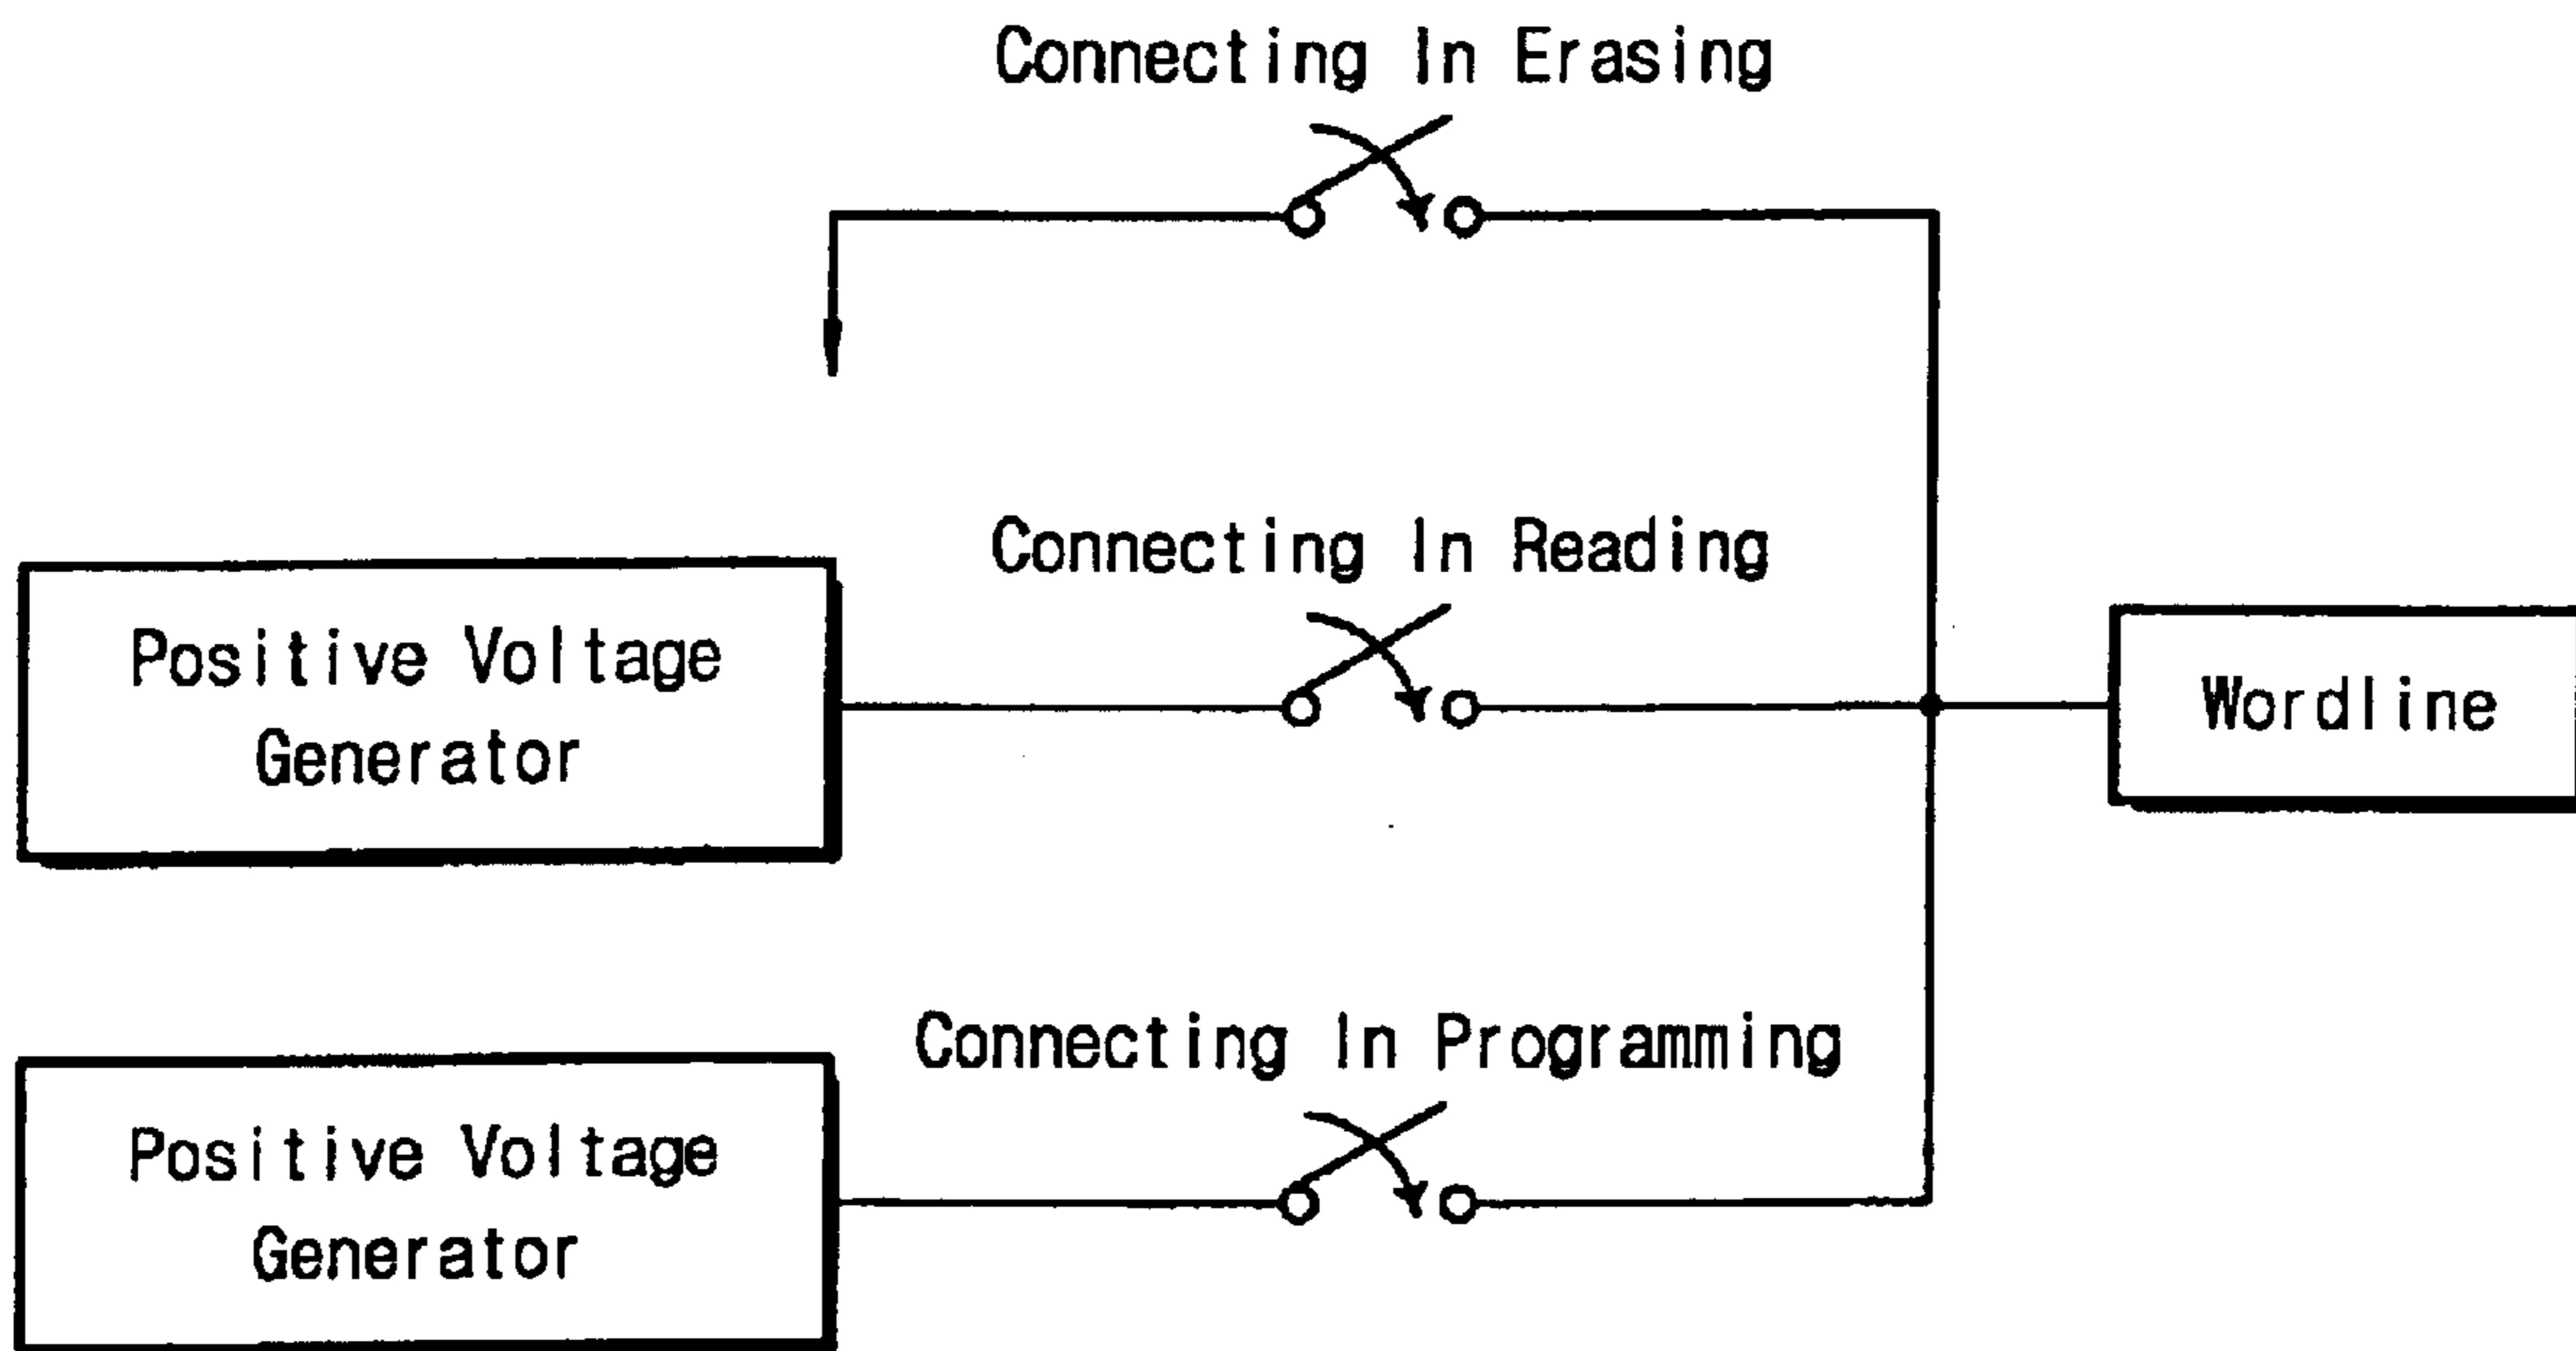 Connecting In Erasing
Connecting In Reading
Positive Voltage
Generator
Wordline
Connecting In Programming
Positive Voltage
Generator